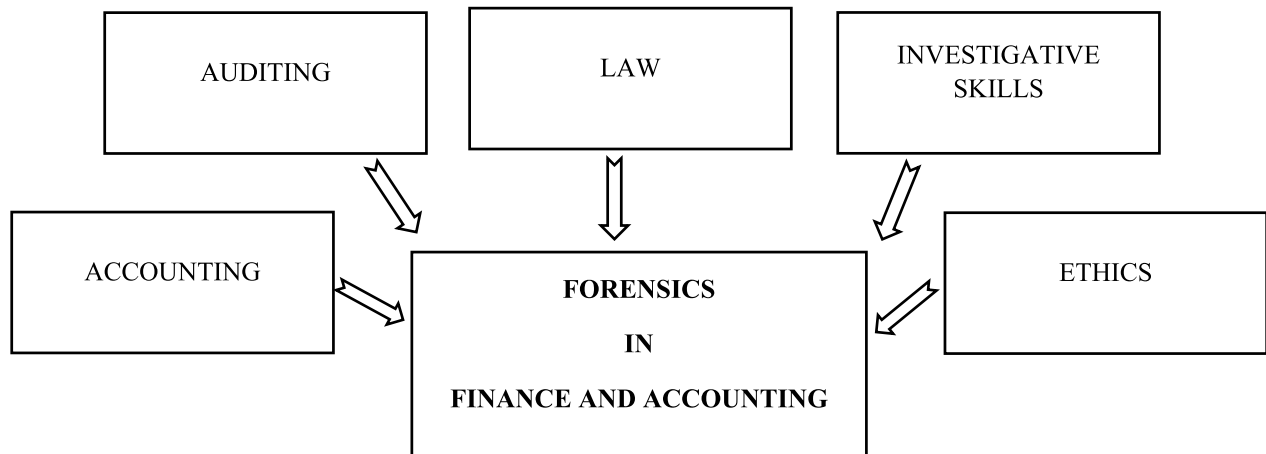 AUDITING
LAW
INVESTIGATIVE
SKILLS
ACCOUNTING
FORENSICS
IN
FINANCE AND ACCOUNTING
ETHICS